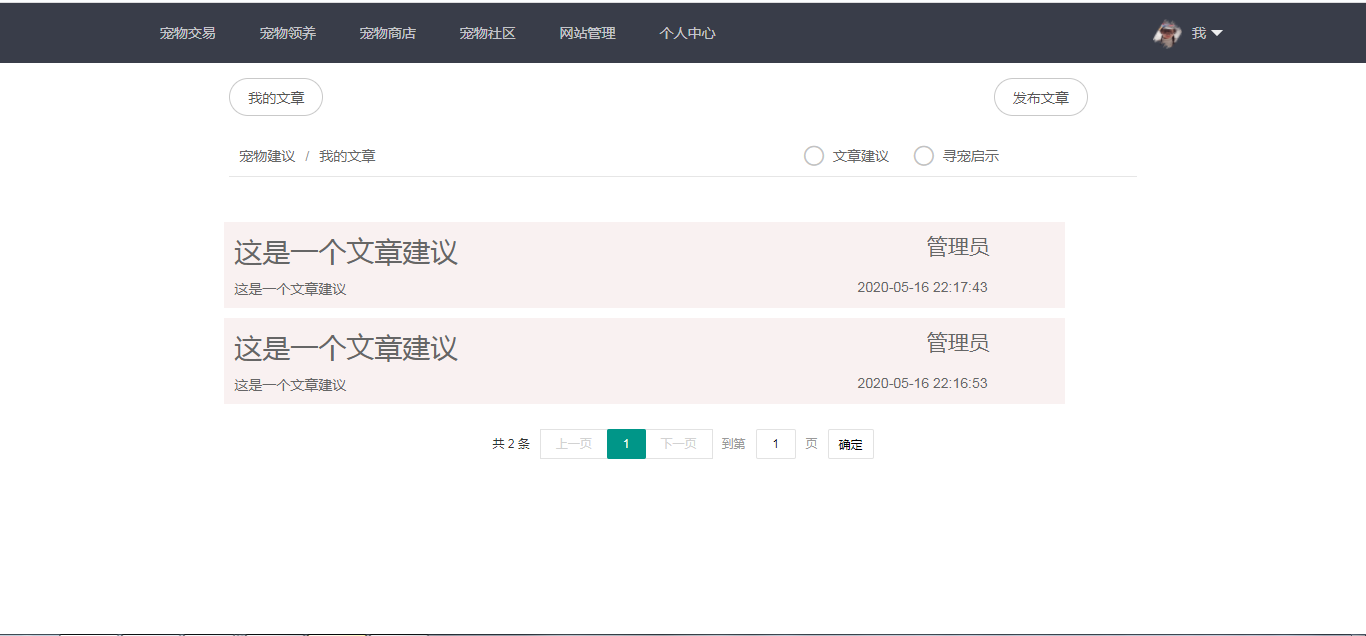 宠物交易 宠物领养 宠物商店 宠物社区 网站管理 个人中心 我
我的文章 发布文章
宠物建议 / 我的文章 文章建议 寻宠启示
这是一个文章建议 管理员
这是一个文章建议 2020-05-16 22:17:43
这是一个文章建议 管理员
这是一个文章建议 2020-05-16 22:16:53
共 2 条 上一页 1 下一页 到第 1 页 确定